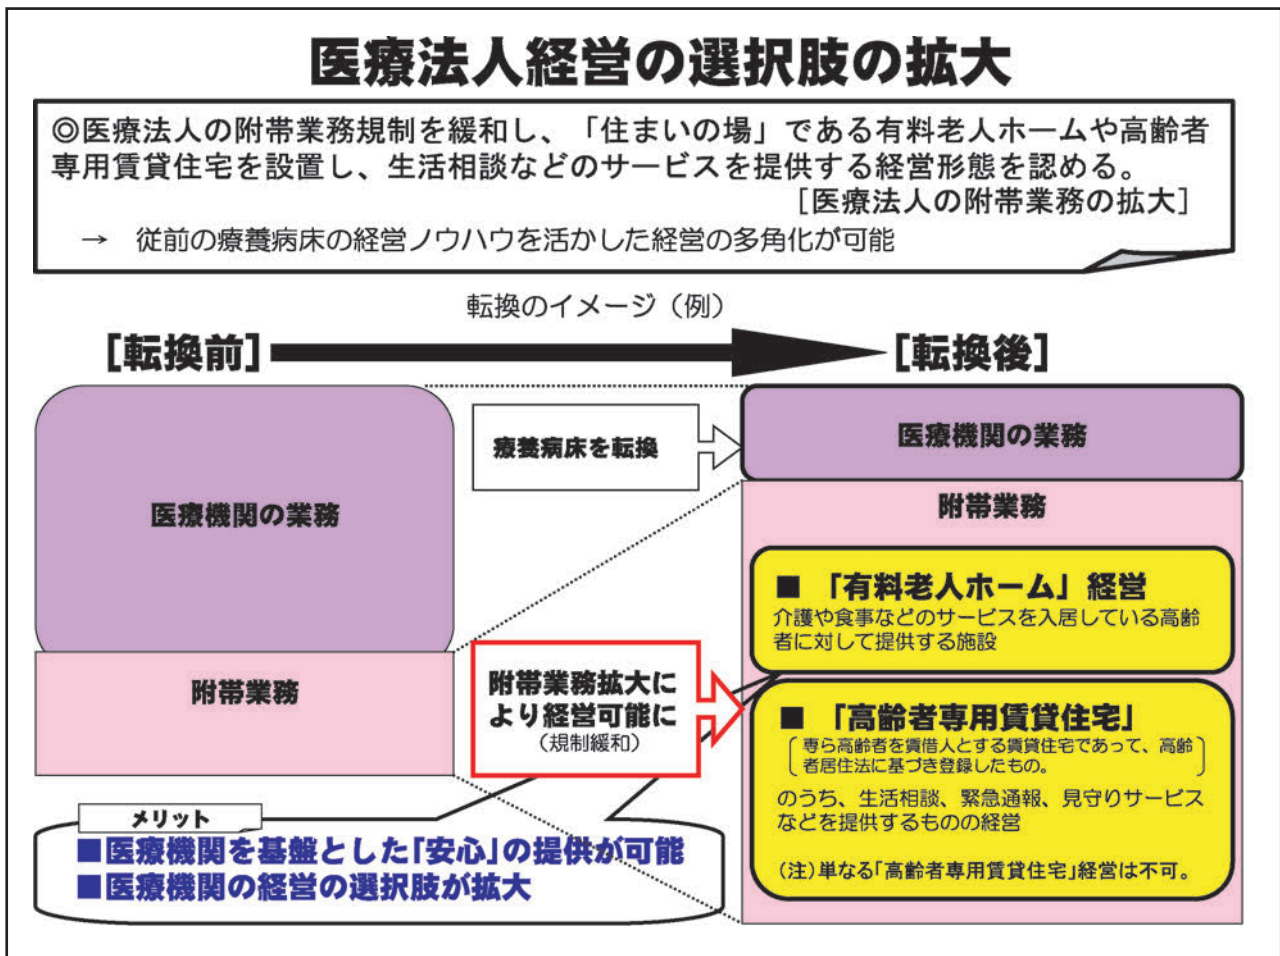 医療法人経営の選択肢の拡大
◎医療法人の附帯業務規制を緩和し、「住まいの場」である有料老人ホームや高齢者
専用賃貸住宅を設置し、生活相談などのサービスを提供する経営形態を認める。
［医療法人の附帯業務の拡大］
→　従前の療養病床の経営ノウハウを活かした経営の多角化が可能
転換のイメージ（例）
［転換前］
［転換後］
医療機関の業務
附帯業務
療養病床を転換
附帯業務拡大に
より経営可能に
（規制緩和）
医療機関の業務
附帯業務
■ 「有料老人ホーム」経営
介護や食事などのサービスを入居している高齢
者に対して提供する施設
■ 「高齢者専用賃貸住宅」
専ら高齢者を賃借人とする賃貸住宅であって、高齢
者居住法に基づき登録したもの。
のうち、生活相談、緊急通報、見守りサービス
などを提供するものの経営
（注）単なる「高齢者専用賃貸住宅」経営は不可。
メリット
■医療機関を基盤とした「安心」の提供が可能
■医療機関の経営の選択肢が拡大